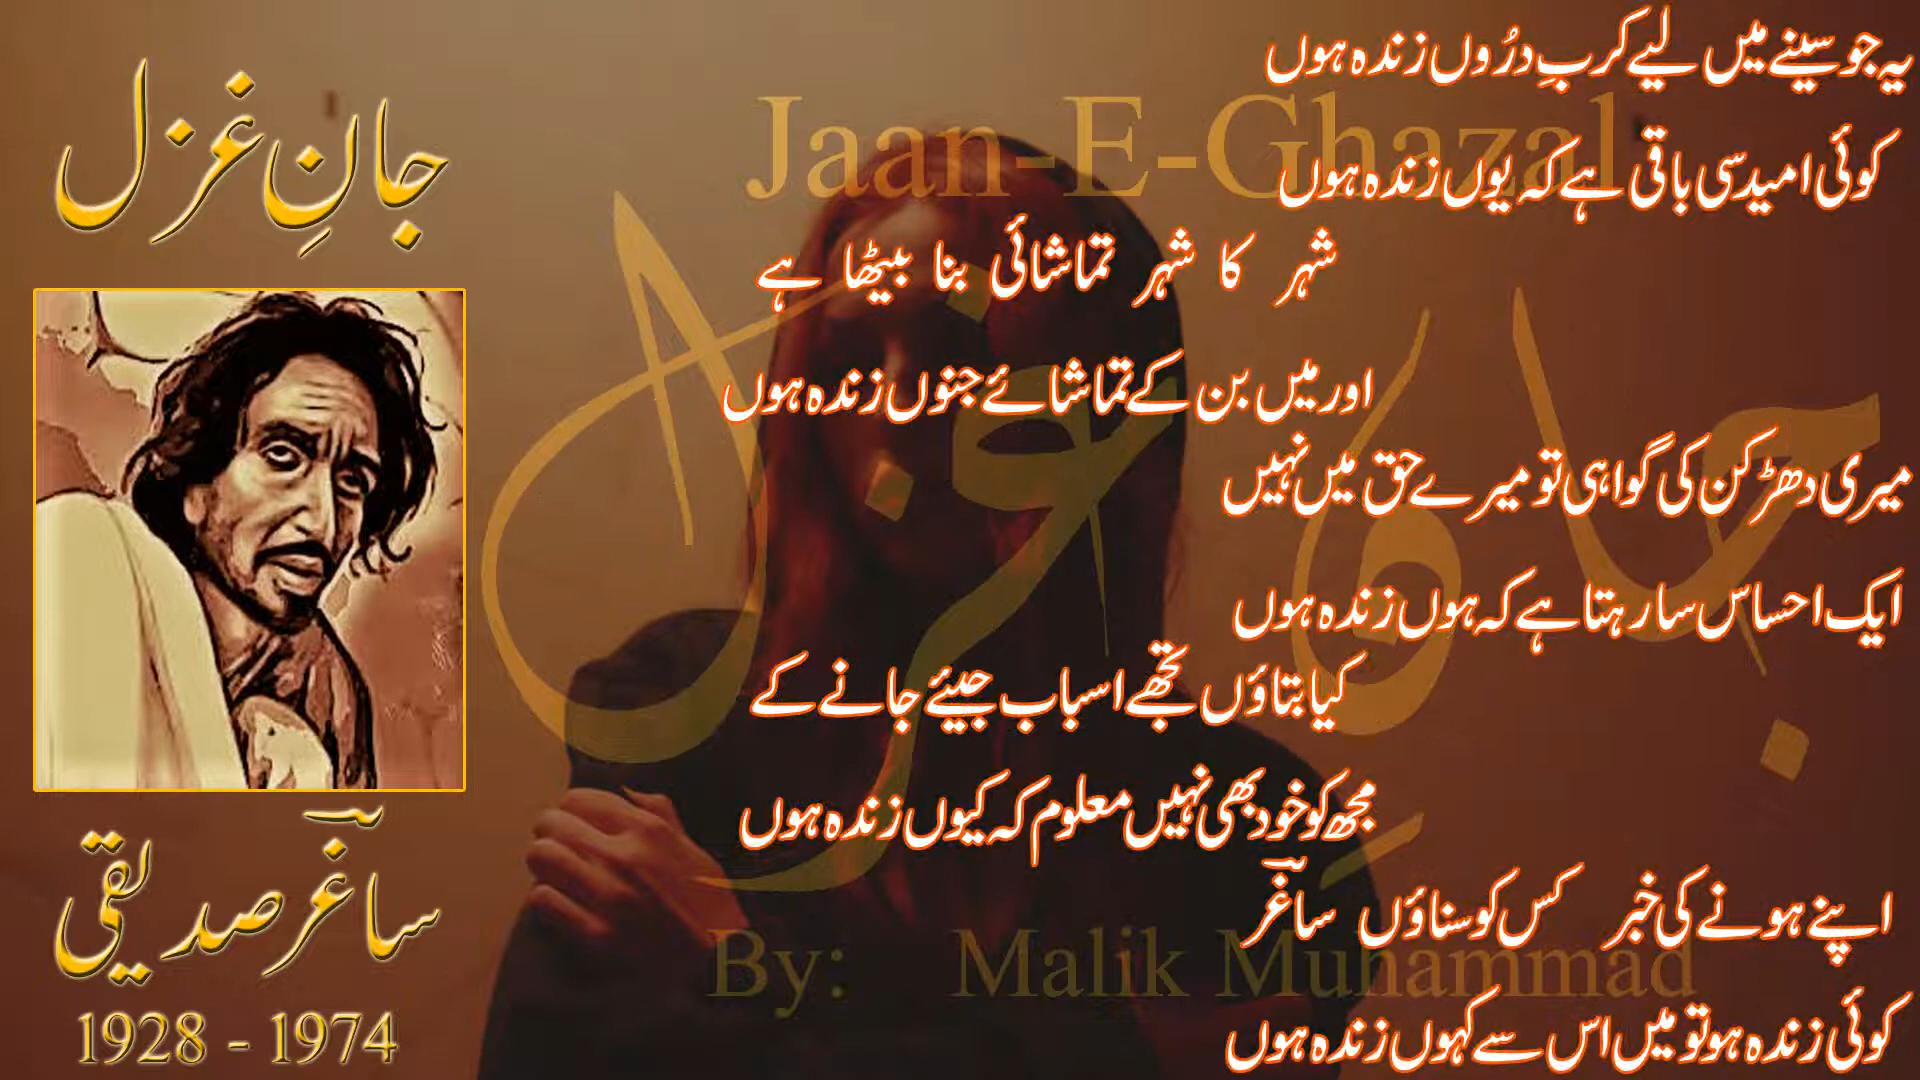 جانِ غزل
ساغرؔ صدیقی
1928 - 1974
Jaan-E-Ghazal
جانِ غزل
By: Malik Muhammad
یہ جو سینے میں لیے کربِ درُوں زندہ ہوں
کوئی امید سی باقی ہے کہ یوں زندہ ہوں
شہر کا شہر تماشائی بنا بیٹھا ہے
اور میں بن کے تماشائے جنوں زندہ ہوں
میری دھڑکن کی گواہی تو میرے حق میں نہیں
ایک احساس سا رہتا ہے کہ ہوں زندہ ہوں
کیا بتاؤں تجھے اسباب جیئے جانے کے
مجھ کو خود بھی نہیں معلوم کہ کیوں زندہ ہوں
اپنے ہونے کی خبر کس کو سناؤں ساغرؔ
کوئی زندہ ہو تو میں اس سے کہوں زندہ ہوں